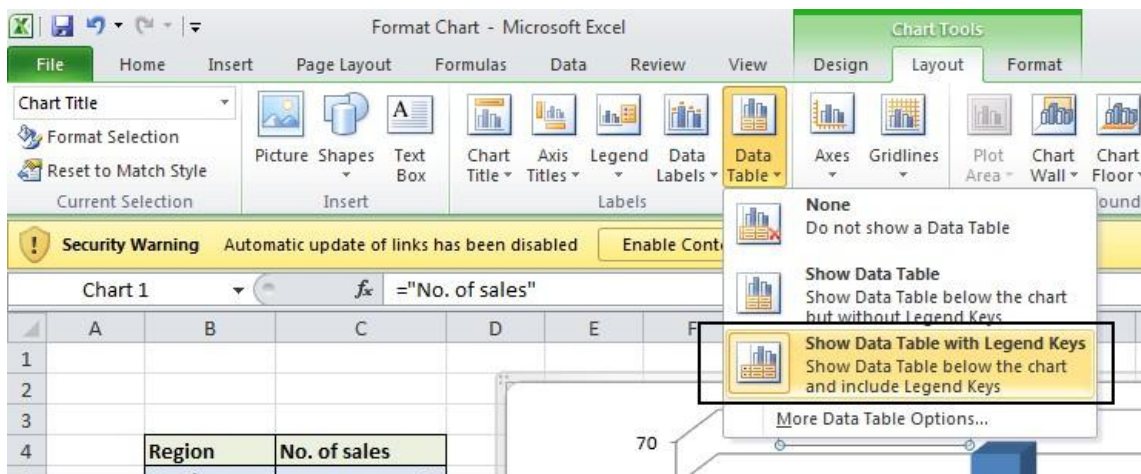 Format Chart - Microsoft Excel
Chart Tools
File Home Insert Page Layout Formulas Data Review View Design Layout Format
Chart Title
Format Selection
Reset to Match Style
Current Selection
Picture Shapes Text Box
Insert
Chart Title Axis Titles Legend Data Labels Data Table
Labels
Axes Gridlines Plot Area Chart Wall Chart Floor
None
Do not show a Data Table
Show Data Table
Show Data Table below the chart
but without Legend Keys
Show Data Table with Legend Keys
Show Data Table below the chart
and include Legend Keys
More Data Table Options...
Security Warning Automatic update of links has been disabled
Chart 1 fx ="No. of sales"
A B C D E F
1
2
3
4 Region No. of sales
70